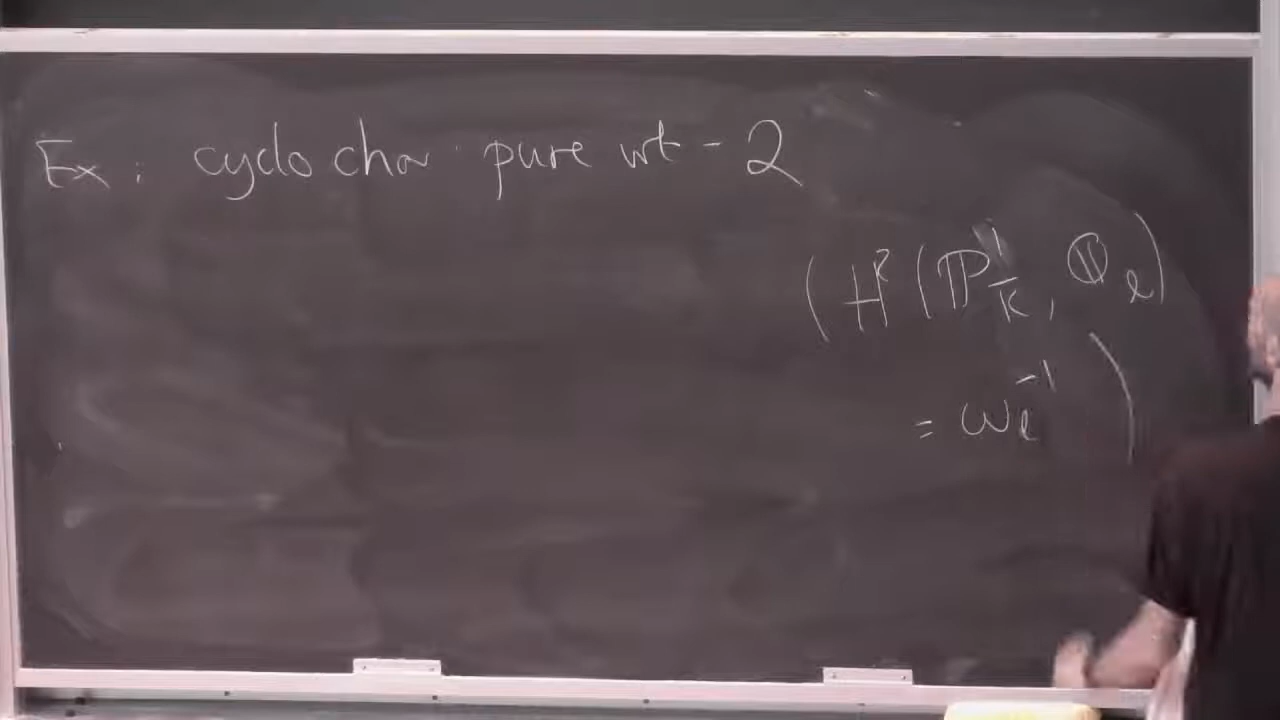 Ex: cyclo char pure wt -2
(H²(ℙ¹_K̄, ℚ_ℓ)
= ω_ℓ⁻¹ )